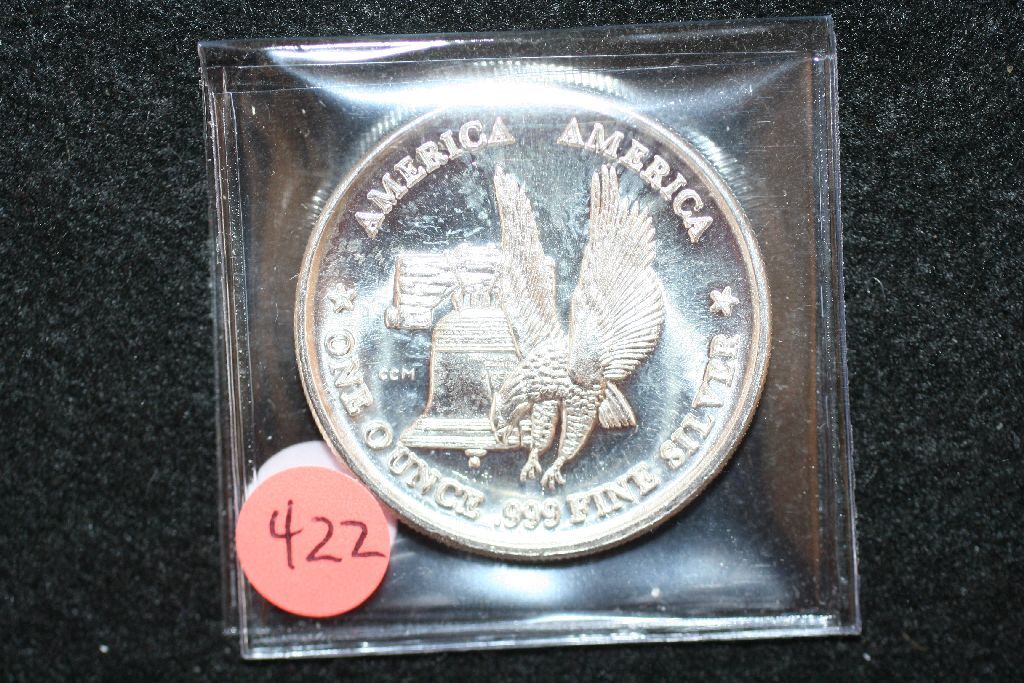 AMERICA AMERICA
CCM
ONE OUNCE .999 FINE SILVER
422